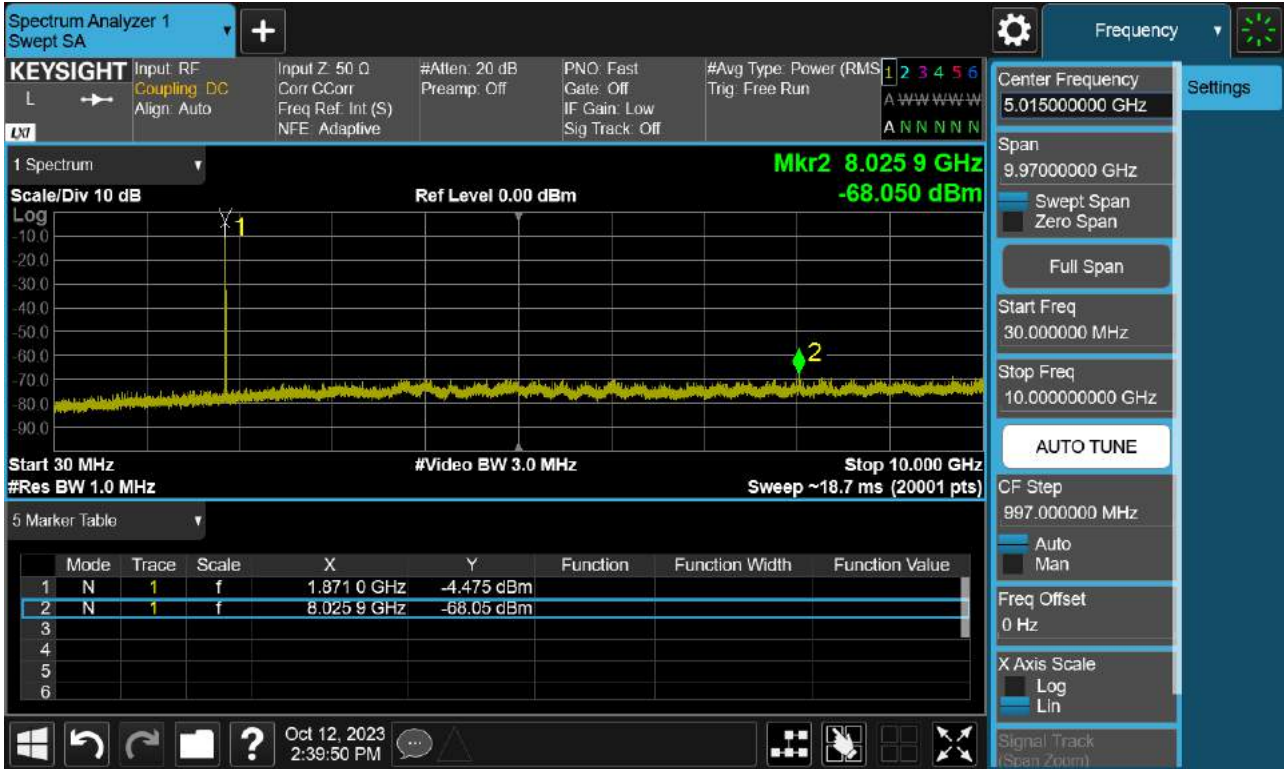 Spectrum Analyzer 1
Swept SA
+
Frequency
KEYSIGHT
L
LXI
Input: RF
Coupling: DC
Align: Auto
Input Z: 50 Ω
Corr CCorr
Freq Ref: Int (S)
NFE: Adaptive
#Atten: 20 dB
Preamp: Off
PNO: Fast
Gate: Off
IF Gain: Low
Sig Track: Off
#Avg Type: Power (RMS
Trig: Free Run
1 2 3 4 5 6
A W W W W W
A N N N N N
1 Spectrum
Mkr2 8.025 9 GHz
Scale/Div 10 dB
Ref Level 0.00 dBm
-68.050 dBm
Log
1
-10.0
-20.0
-30.0
-40.0
-50.0
-60.0
2
-70.0
-80.0
-90.0
Start 30 MHz
#Video BW 3.0 MHz
Stop 10.000 GHz
#Res BW 1.0 MHz
Sweep ~18.7 ms (20001 pts)
5 Marker Table
Mode Trace Scale X Y Function Function Width Function Value
1 N 1 f 1.871 0 GHz -4.475 dBm
2 N 1 f 8.025 9 GHz -68.05 dBm
3
4
5
6
?
Oct 12, 2023
2:39:50 PM
Center Frequency
5.015000000 GHz
Settings
Span
9.97000000 GHz
Swept Span
Zero Span
Full Span
Start Freq
30.000000 MHz
Stop Freq
10.000000000 GHz
AUTO TUNE
CF Step
997.000000 MHz
Auto
Man
Freq Offset
0 Hz
X Axis Scale
Log
Lin
Signal Track
(Span Zoom)